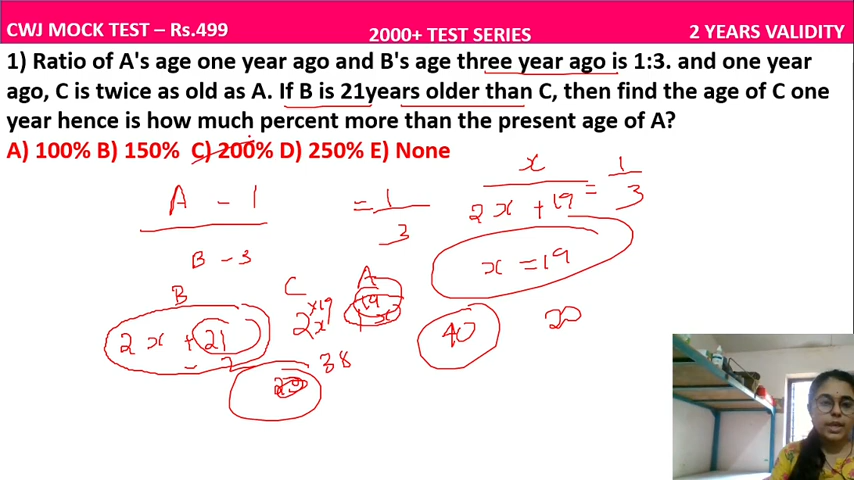 CWJ MOCK TEST – Rs.499
2000+ TEST SERIES
2 YEARS VALIDITY
1) Ratio of A's age one year ago and B's age three year ago is 1:3. and one year
ago, C is twice as old as A. If B is 21years older than C, then find the age of C one
year hence is how much percent more than the present age of A?
A) 100% B) 150% C) 200% D) 250% E) None
A - 1
B - 3
= 1
3
x
2x + 19
= 1
3
x = 19
B
C
A
2x + 21
- 2
x19
2x
19
x
38
40
20